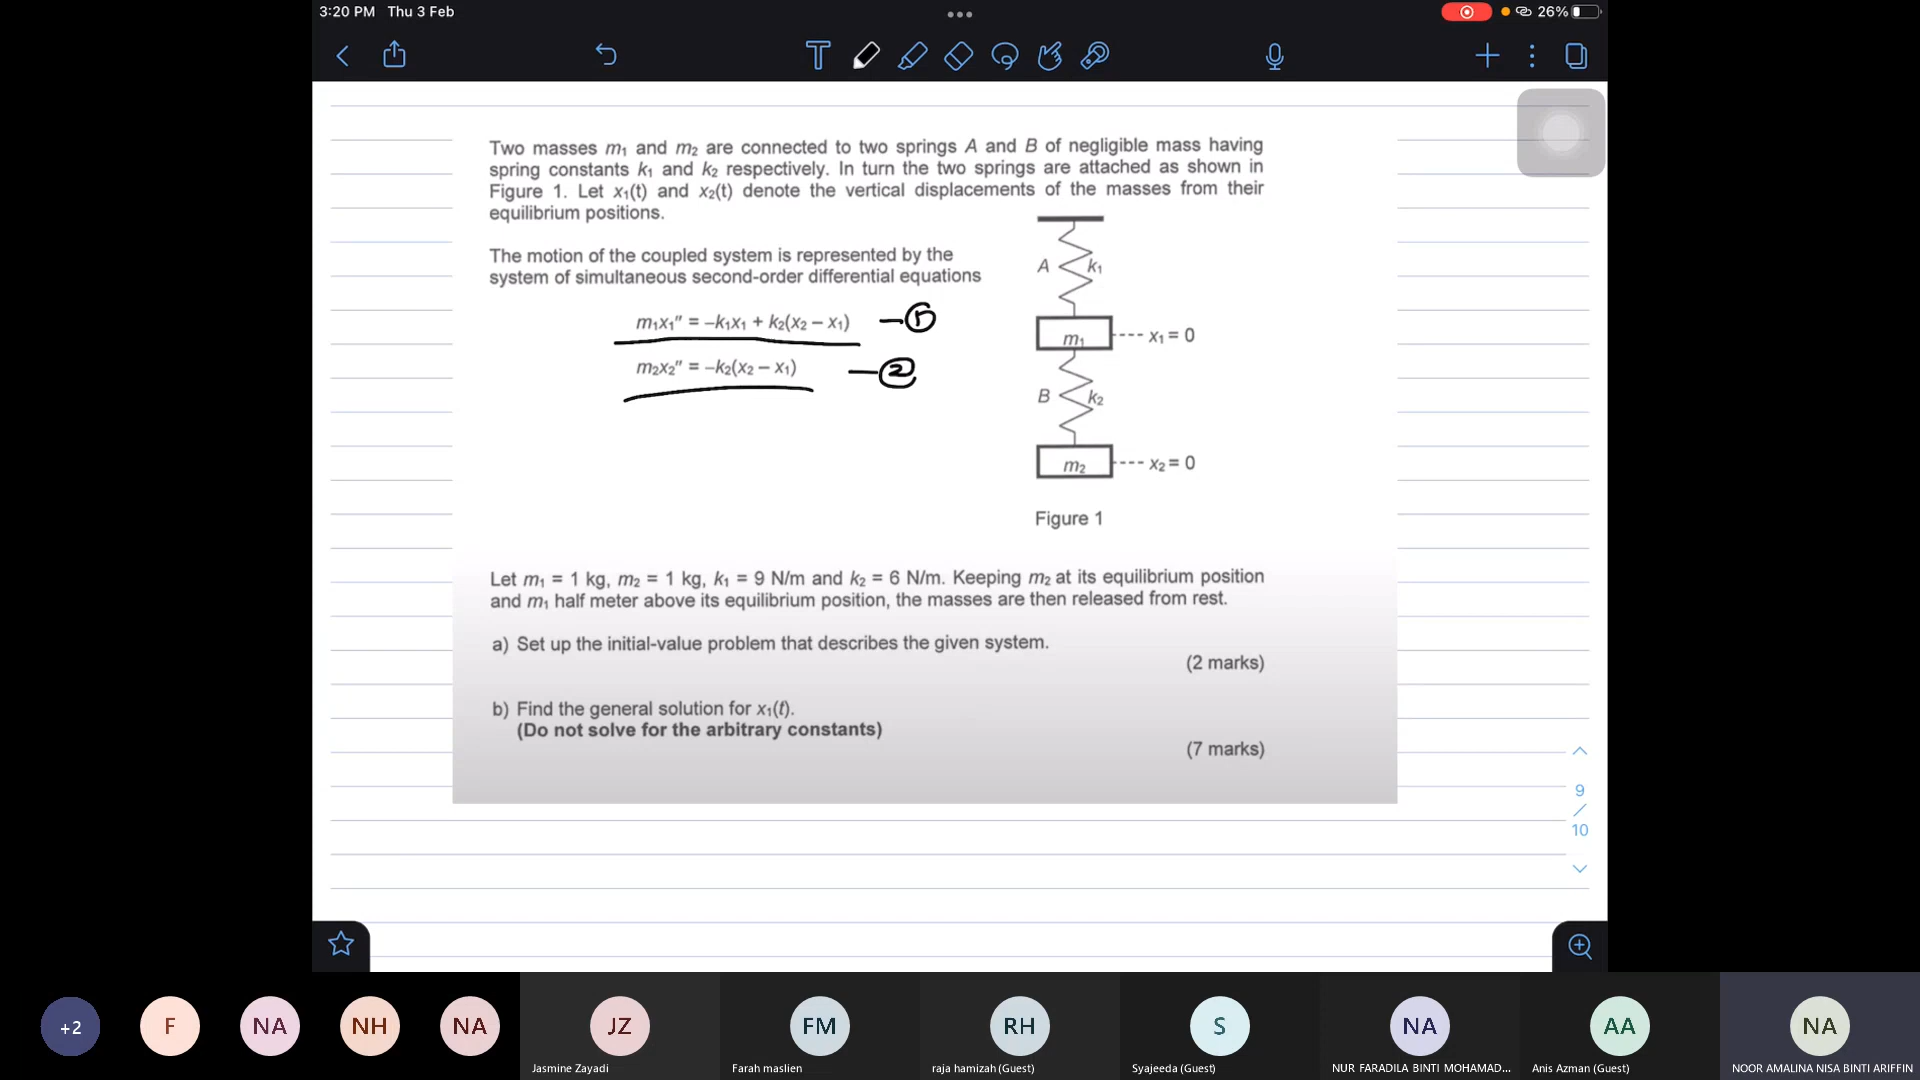 3:20 PM Thu 3 Feb
26%
Two masses m₁ and m₂ are connected to two springs A and B of negligible mass having
spring constants k₁ and k₂ respectively. In turn the two springs are attached as shown in
Figure 1. Let x₁(t) and x₂(t) denote the vertical displacements of the masses from their
equilibrium positions.
The motion of the coupled system is represented by the
system of simultaneous second-order differential equations
m₁x₁″ = –k₁x₁ + k₂(x₂ – x₁) —①
m₂x₂″ = –k₂(x₂ – x₁) —②
A k₁
m₁ x₁ = 0
B k₂
m₂ x₂ = 0
Figure 1
Let m₁ = 1 kg, m₂ = 1 kg, k₁ = 9 N/m and k₂ = 6 N/m. Keeping m₂ at its equilibrium position
and m₁ half meter above its equilibrium position, the masses are then released from rest.
a) Set up the initial-value problem that describes the given system.
(2 marks)
b) Find the general solution for x₁(t).
(Do not solve for the arbitrary constants)
(7 marks)
9
/
10
+2
F
NA
NH
NA
JZ
Jasmine Zayadi
FM
Farah maslien
RH
raja hamizah (Guest)
S
Syajeeda (Guest)
NA
NUR FARADILA BINTI MOHAMAD...
AA
Anis Azman (Guest)
NA
NOOR AMALINA NISA BINTI ARIFFIN